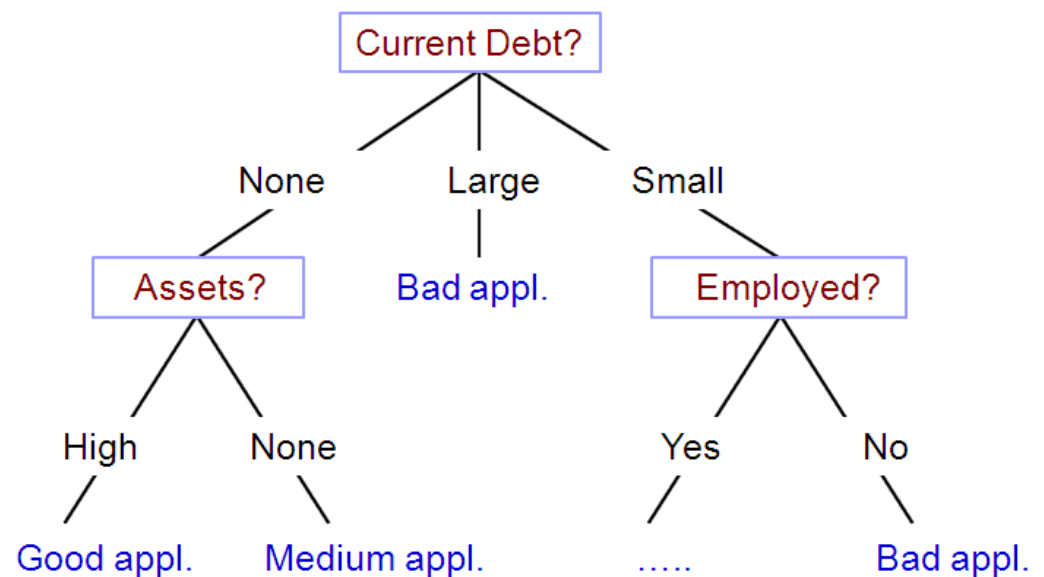 Current Debt?
None Large Small
Assets? Bad appl. Employed?
High None Yes No
Good appl. Medium appl. ..... Bad appl.